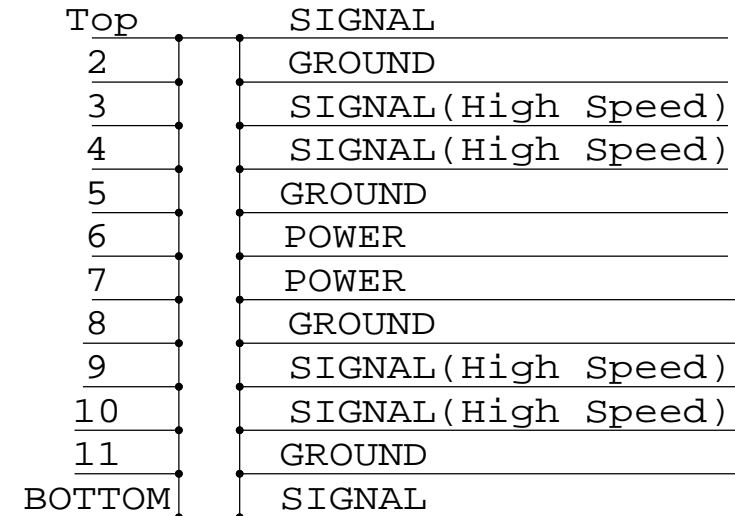 Top SIGNAL
2 GROUND
3 SIGNAL(High Speed)
4 SIGNAL(High Speed)
5 GROUND
6 POWER
7 POWER
8 GROUND
9 SIGNAL(High Speed)
10 SIGNAL(High Speed)
11 GROUND
BOTTOM SIGNAL